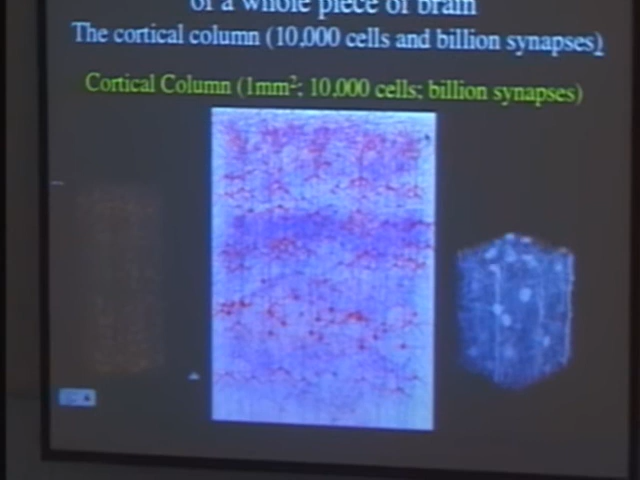 of a whole piece of brain
The cortical column (10,000 cells and billion synapses)
Cortical Column (1mm²; 10,000 cells; billion synapses)